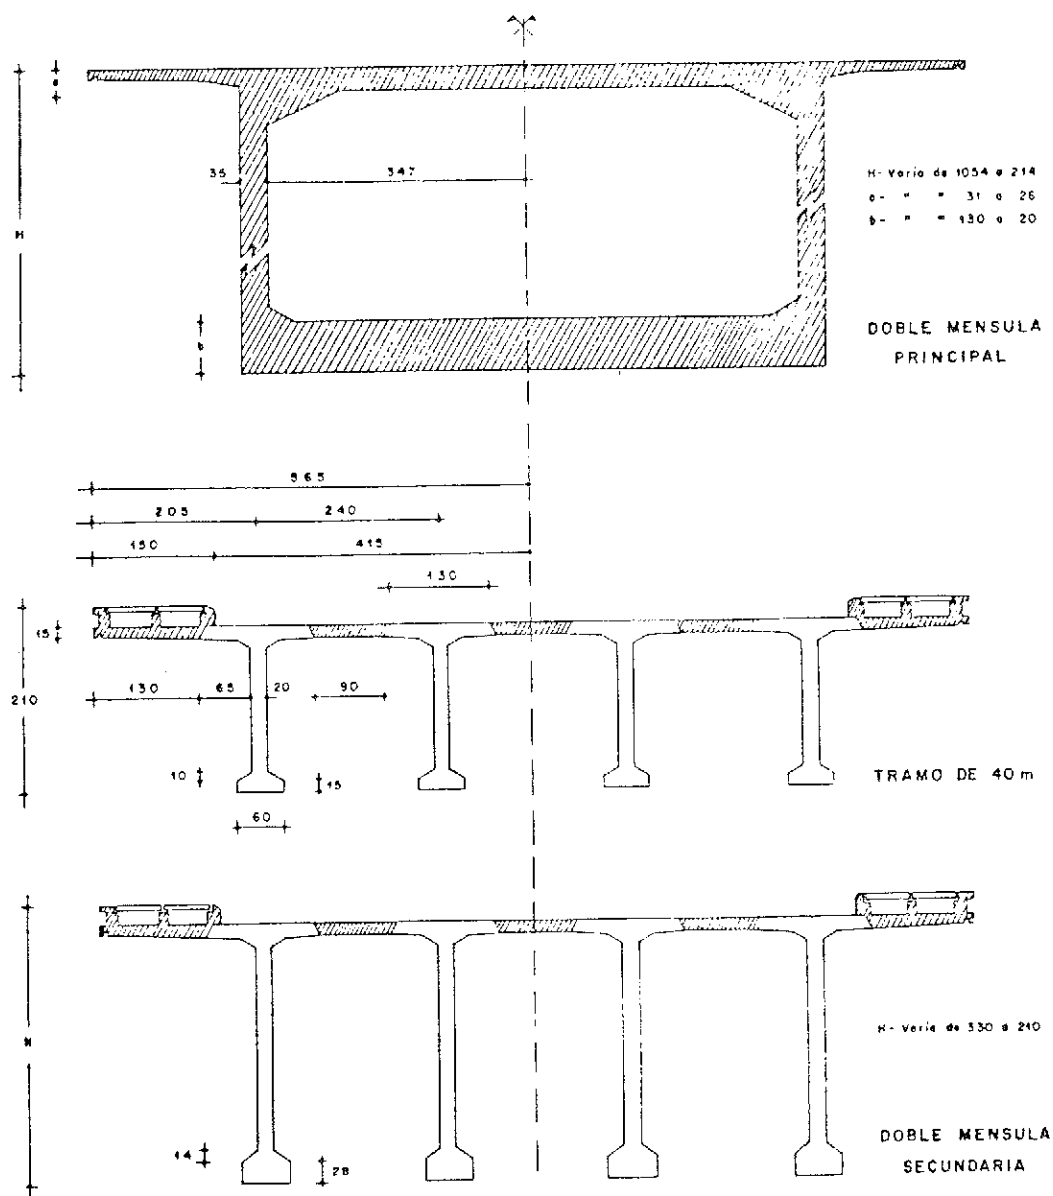 a
35
347
H
H- Varia de 1054 a 214
a- " " 31 a 26
b- " " 130 a 20
b
DOBLE MENSULA
PRINCIPAL
565
205 240
150 415
130
15
210
130 65 20 90
10
15
TRAMO DE 40 m
60
H
H- Varia de 330 a 210
14
28
DOBLE MENSULA
SECUNDARIA